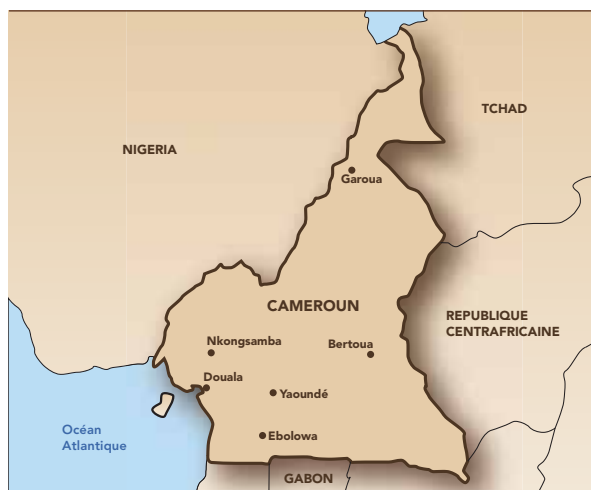 TCHAD
NIGERIA
Garoua
CAMEROUN
REPUBLIQUE
CENTRAFRICAINE
Nkongsamba
Bertoua
Douala
Yaoundé
Océan
Atlantique
Ebolowa
GABON